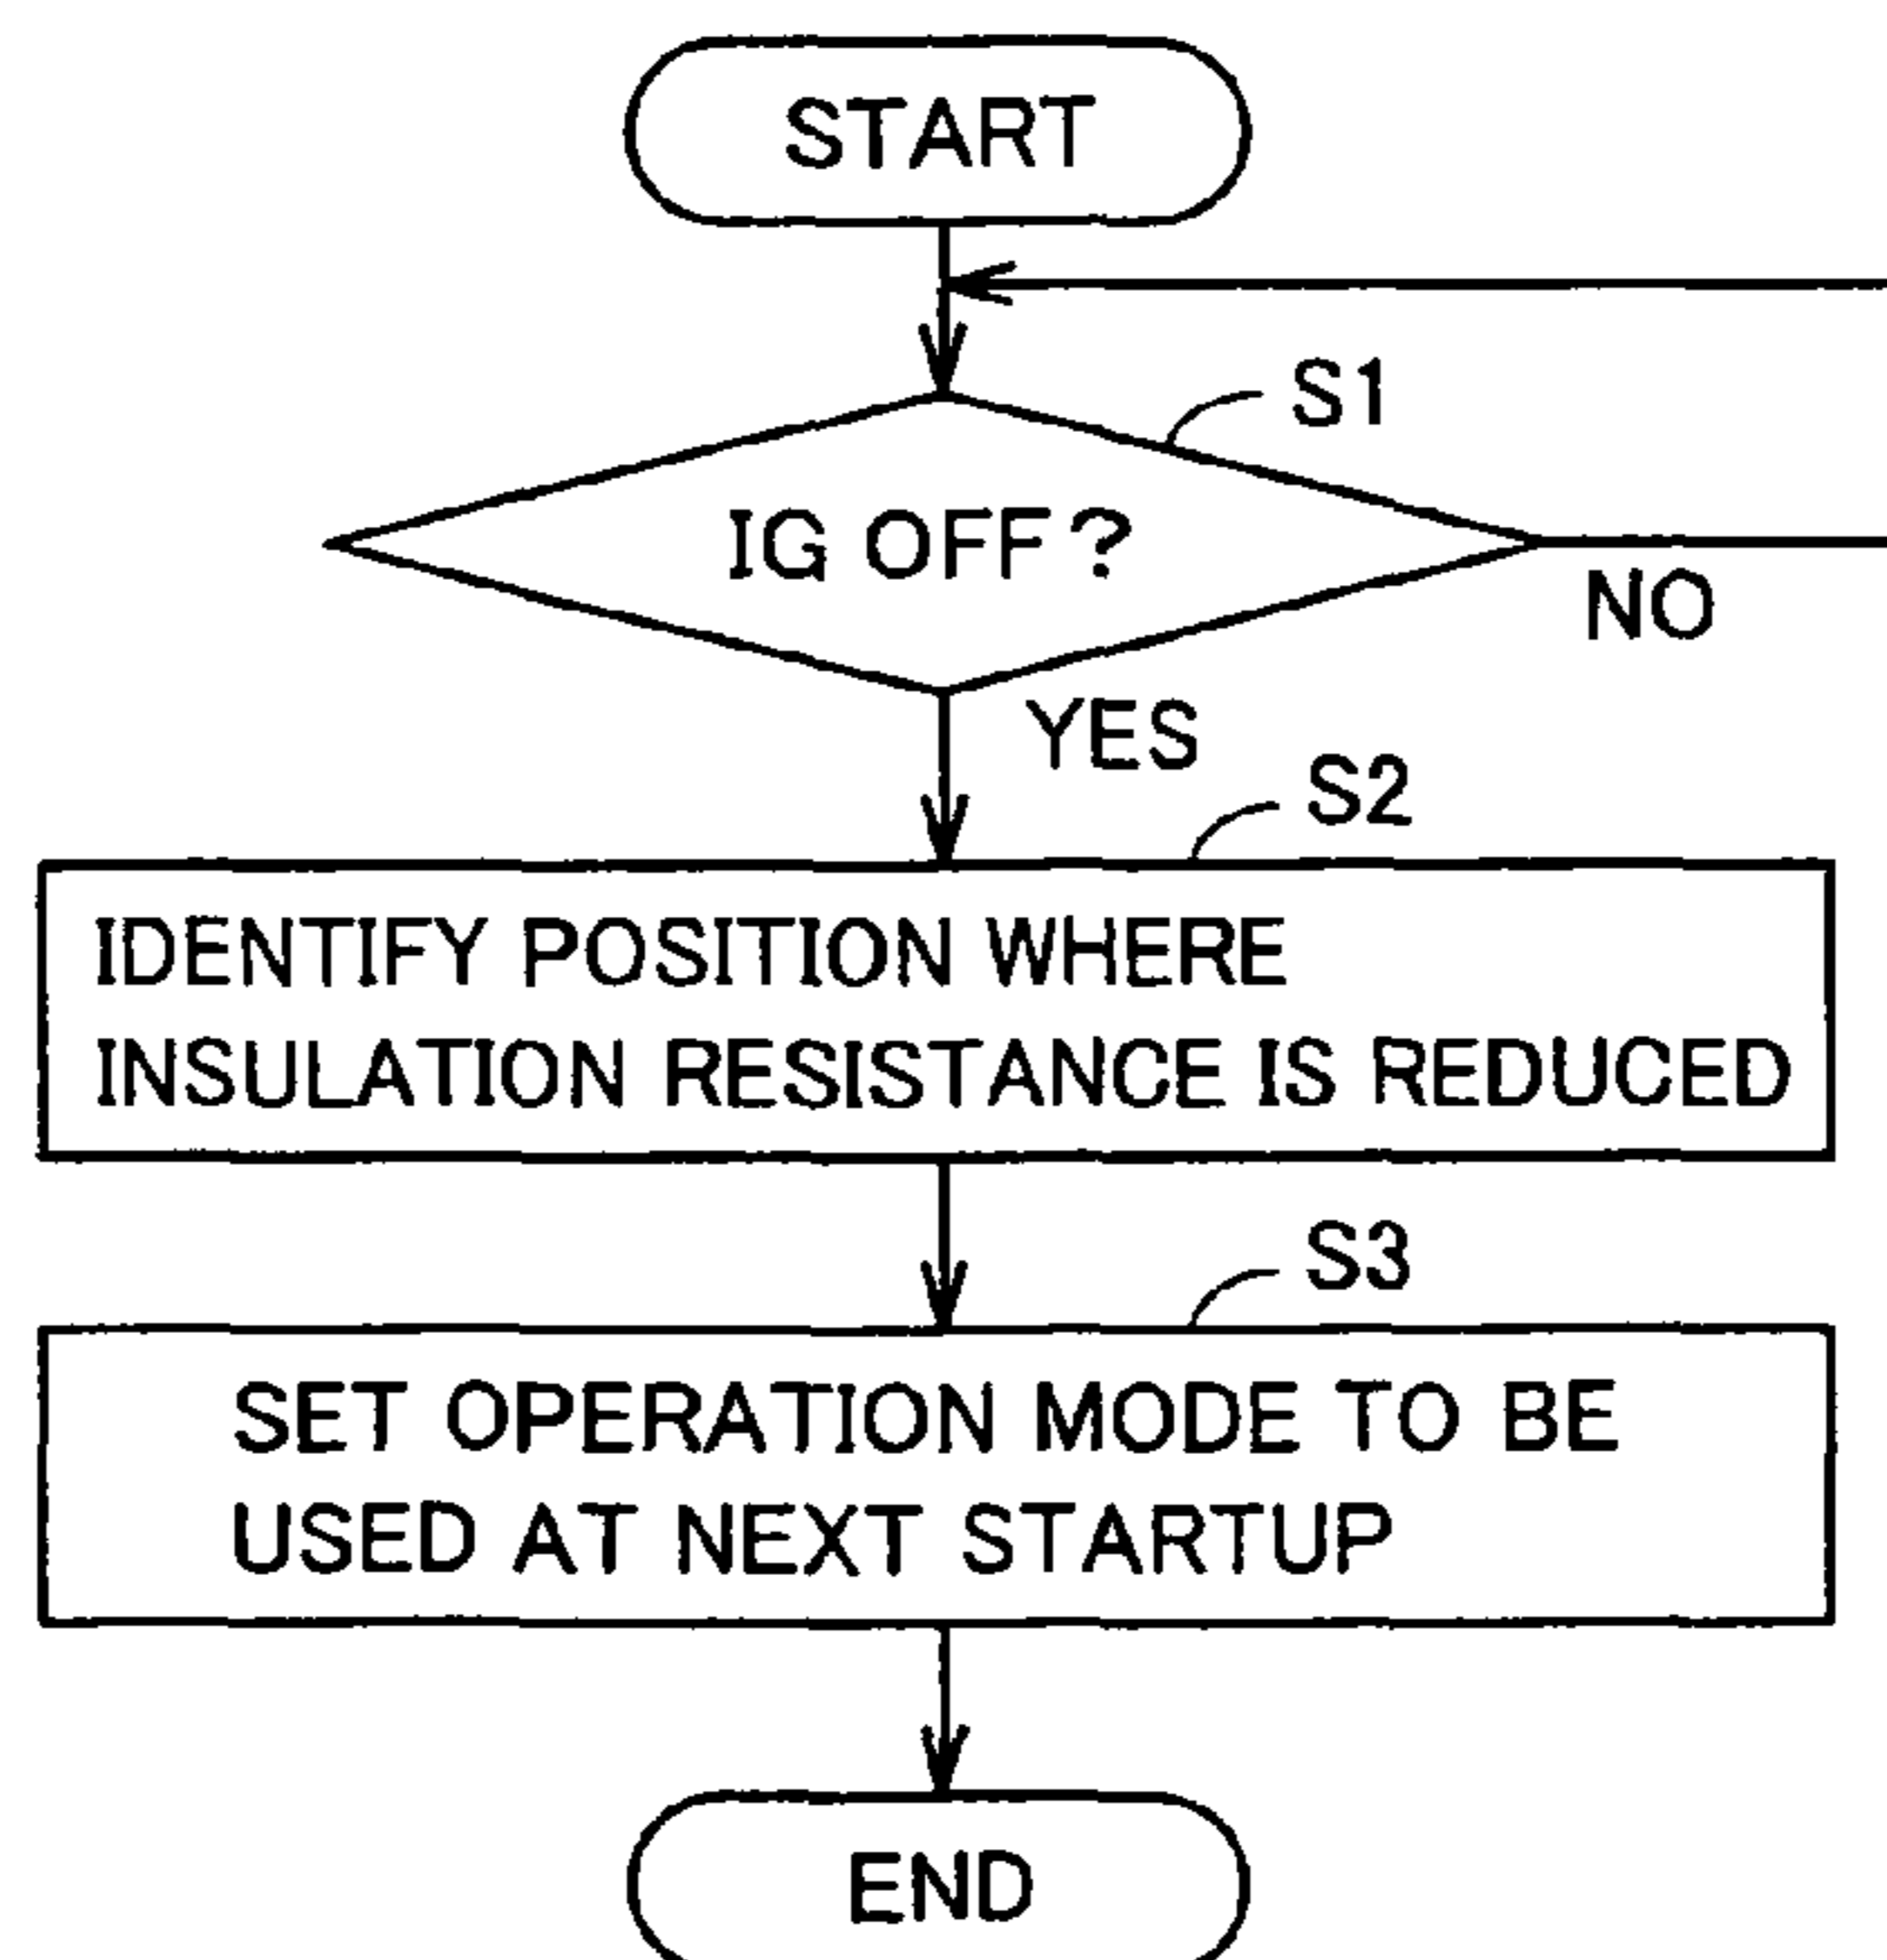 START
S1
IG OFF?
NO
YES
S2
IDENTIFY POSITION WHERE
INSULATION RESISTANCE IS REDUCED
S3
SET OPERATION MODE TO BE
USED AT NEXT STARTUP
END